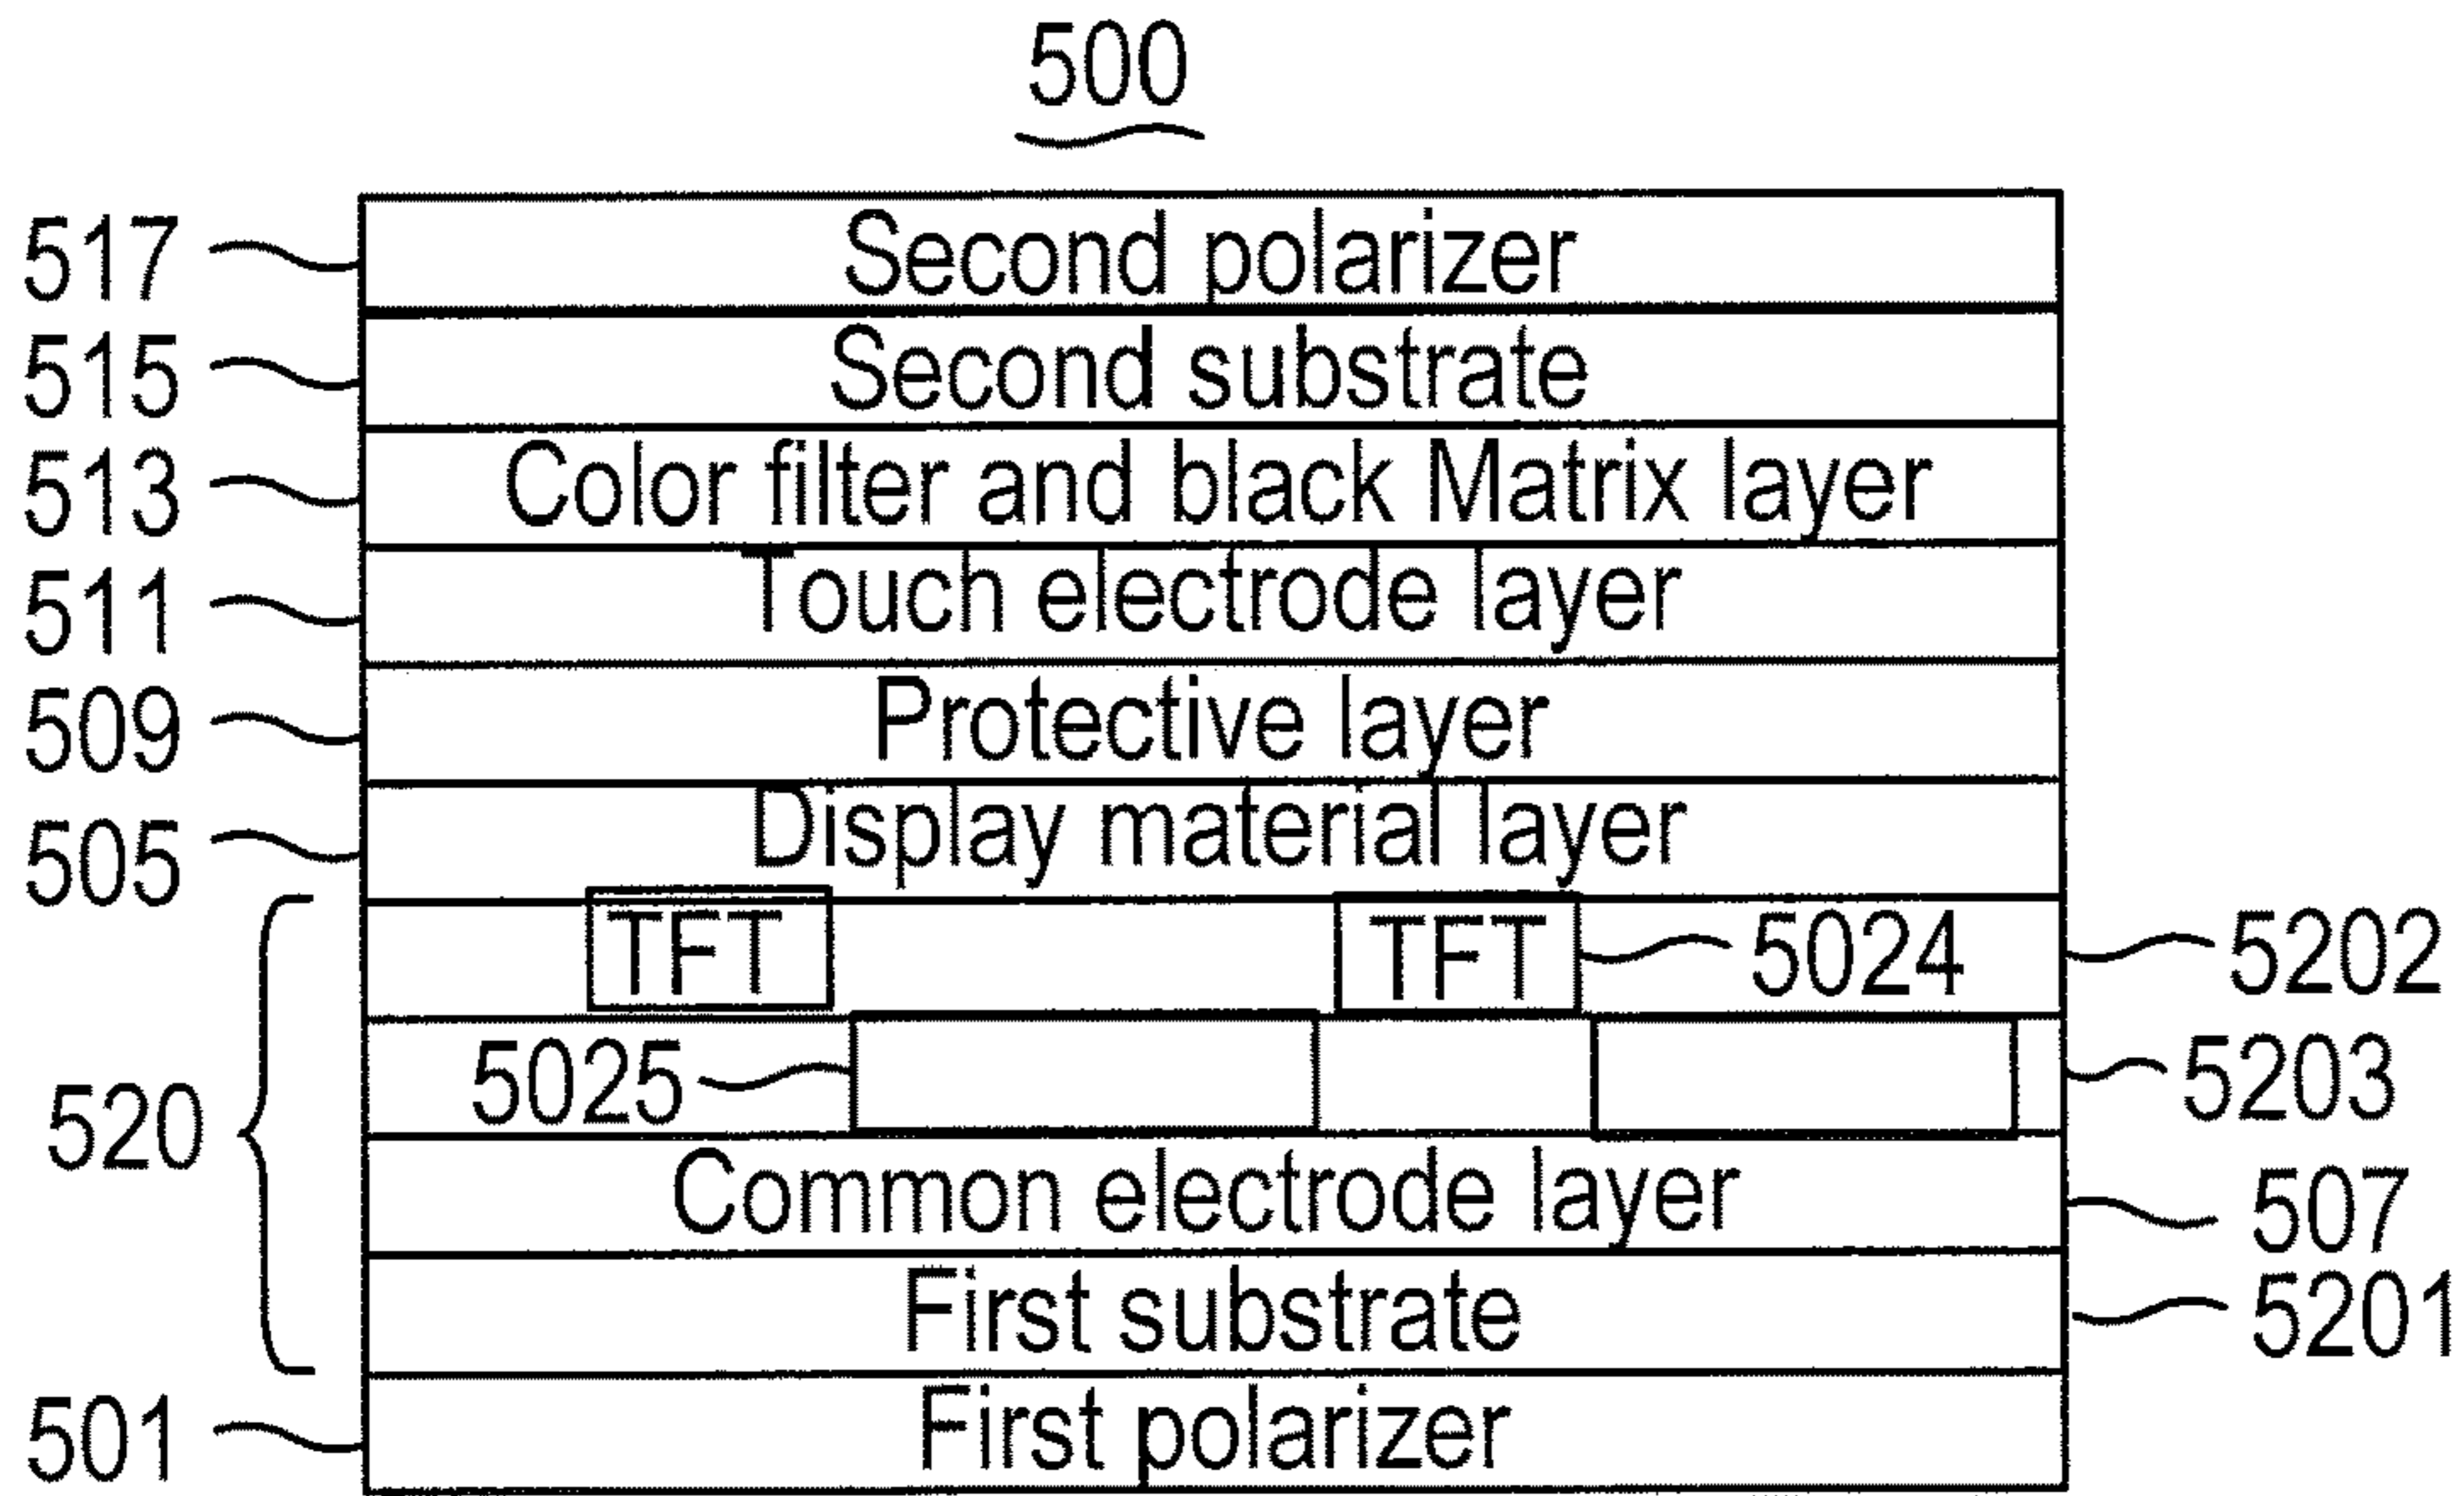 500
517 Second polarizer
515 Second substrate
513 Color filter and black Matrix layer
511 Touch electrode layer
509 Protective layer
505 Display material layer
TFT TFT 5024 5202
5025 5203
520
Common electrode layer 507
First substrate 5201
501 First polarizer